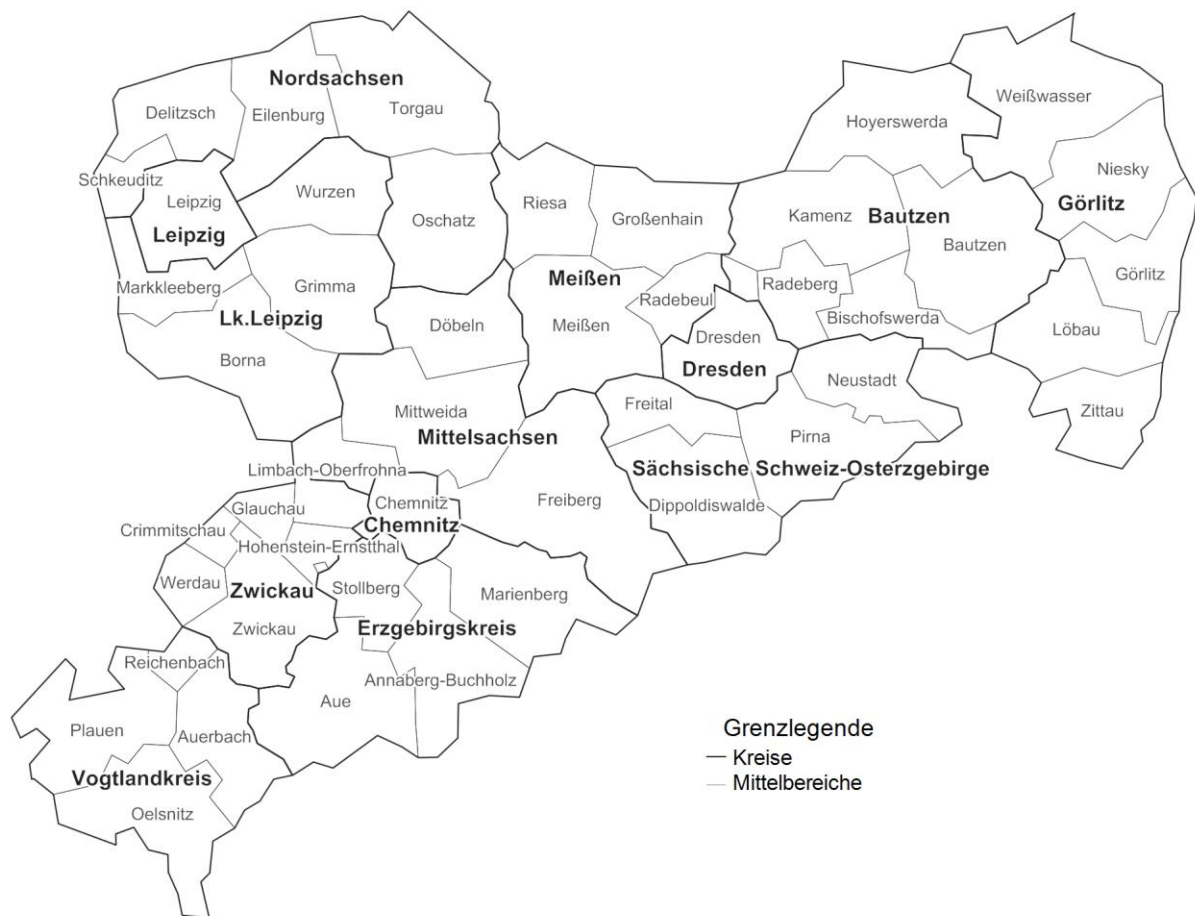 Nordsachsen
Delitzsch
Eilenburg
Torgau
Weißwasser
Hoyerswerda
Schkeuditz
Leipzig
Leipzig
Wurzen
Oschatz
Riesa
Großenhain
Kamenz
Bautzen
Bautzen
Niesky
Görlitz
Görlitz
Markkleeberg
Grimma
Lk.Leipzig
Borna
Döbeln
Meißen
Meißen
Radebeul
Radeberg
Bischofswerda
Löbau
Dresden
Dresden
Neustadt
Zittau
Mittweida
Mittelsachsen
Freital
Pirna
Sächsische Schweiz-Osterzgebirge
Dippoldiswalde
Limbach-Oberfrohna
Chemnitz
Chemnitz
Freiberg
Glauchau
Crimmitschau
Hohenstein-Ernstthal
Werdau
Zwickau
Zwickau
Stollberg
Marienberg
Erzgebirgskreis
Annaberg-Buchholz
Aue
Reichenbach
Plauen
Auerbach
Vogtlandkreis
Oelsnitz
Grenzlegende
Kreise
Mittelbereiche